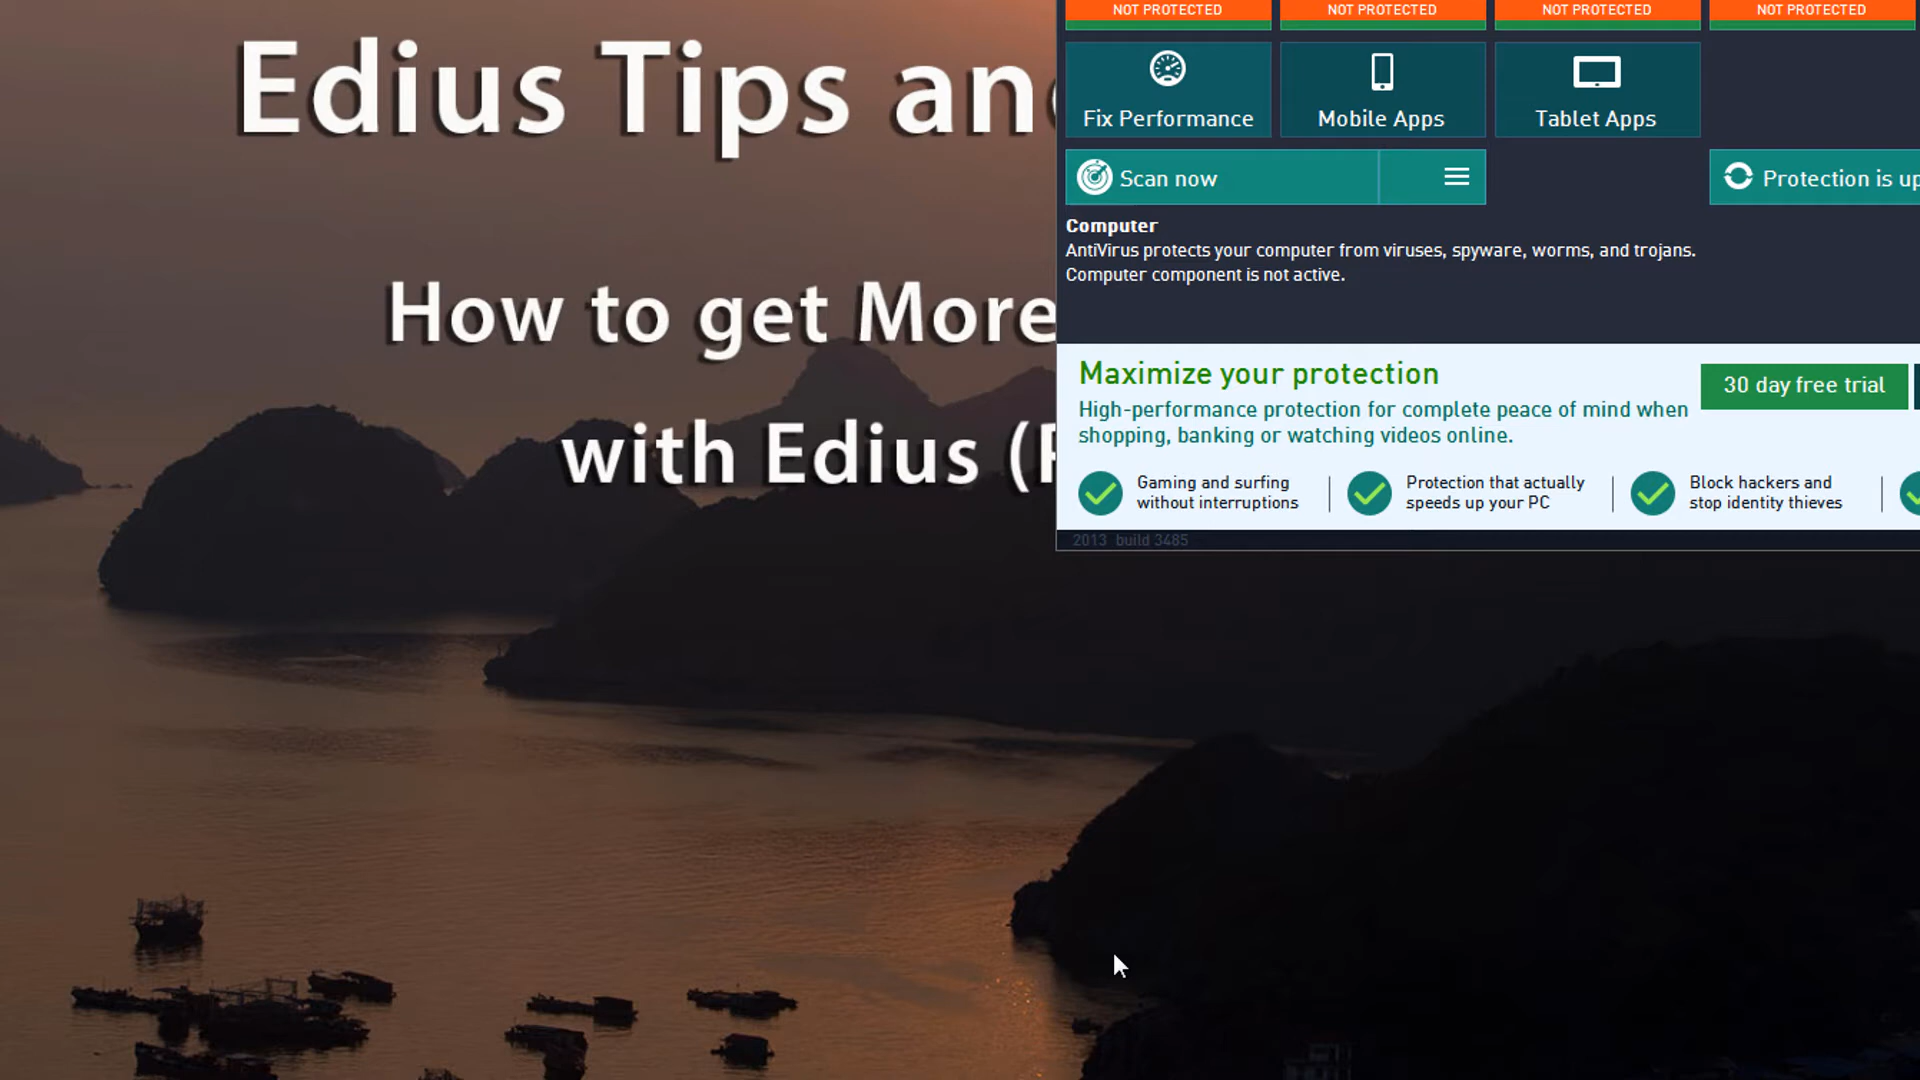 Edius Tips an
How to get More
with Edius (
NOT PROTECTED
NOT PROTECTED
NOT PROTECTED
NOT PROTECTED
Fix Performance
Mobile Apps
Tablet Apps
Scan now
Protection is up
Computer
AntiVirus protects your computer from viruses, spyware, worms, and trojans.
Computer component is not active.
Maximize your protection
30 day free trial
High-performance protection for complete peace of mind when
shopping, banking or watching videos online.
Gaming and surfing
without interruptions
Protection that actually
speeds up your PC
Block hackers and
stop identity thieves
2013 build 3485